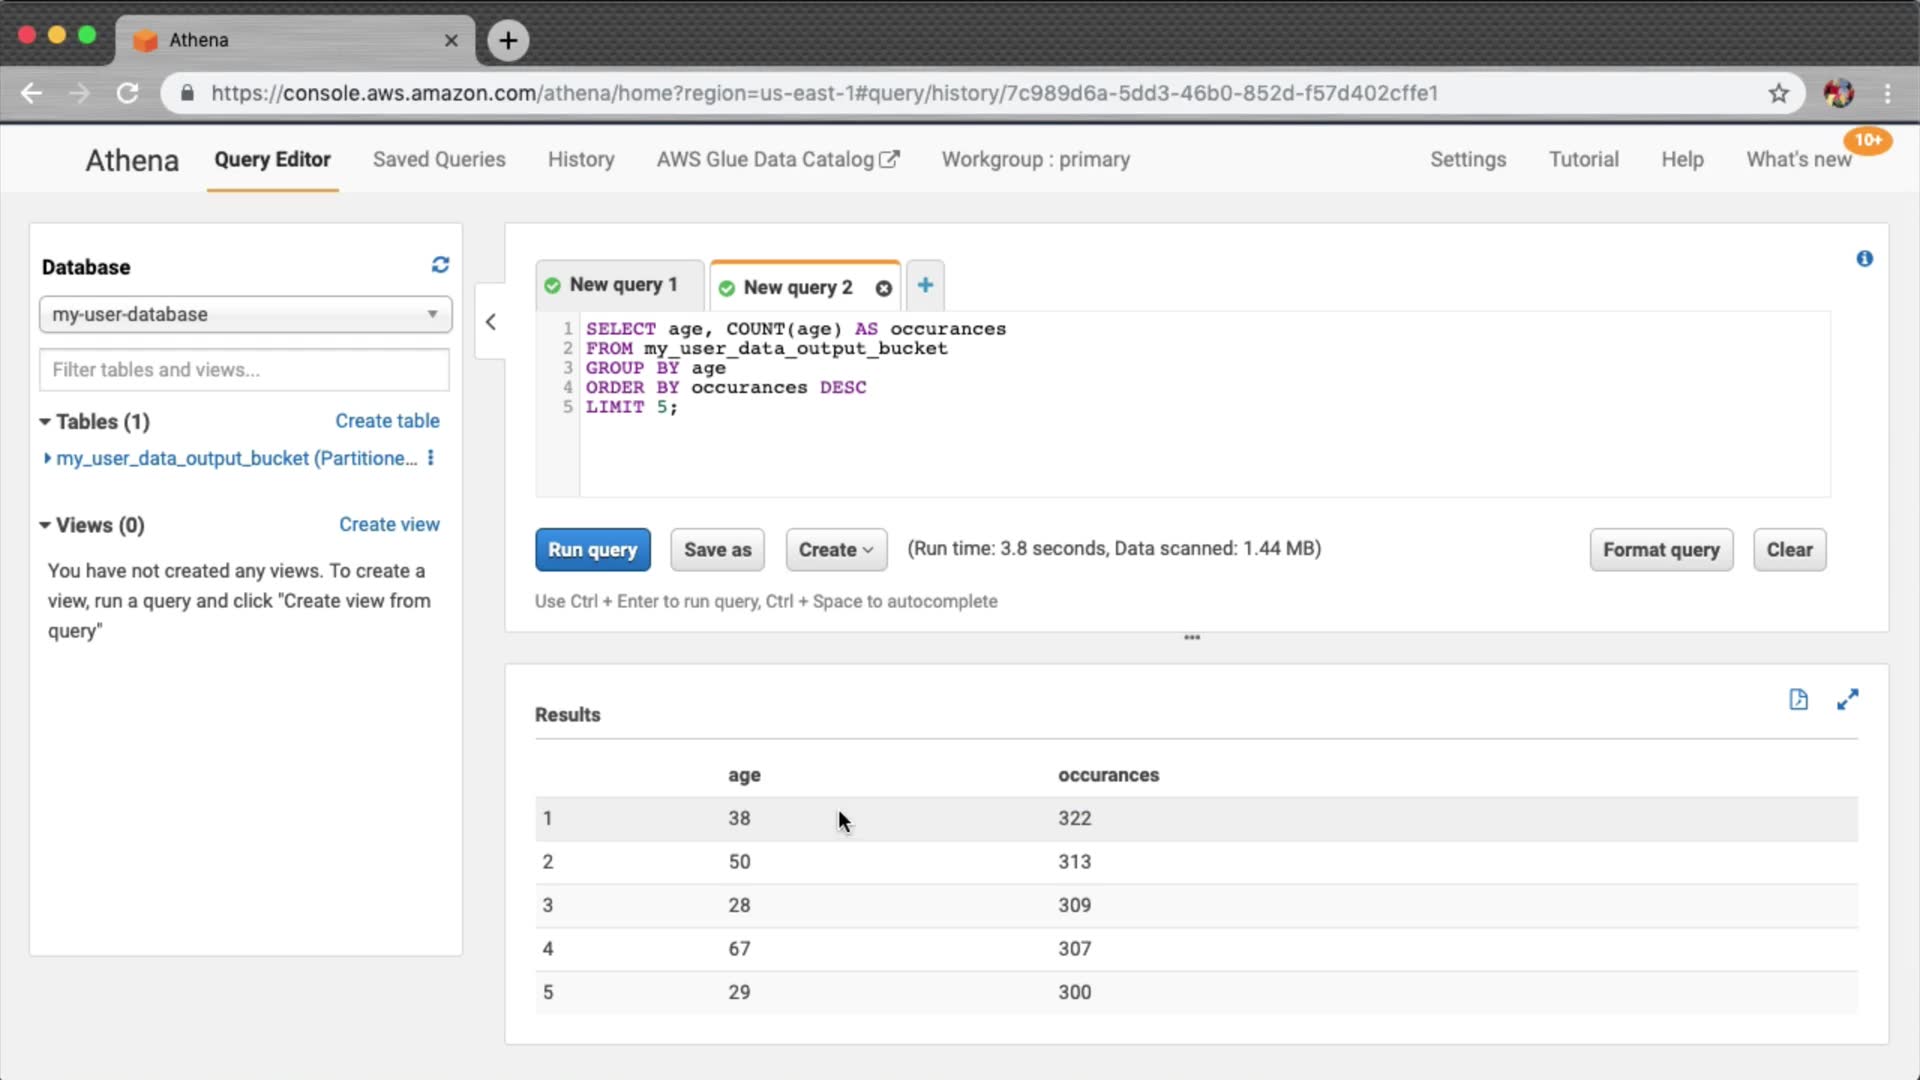 Athena
https://console.aws.amazon.com/athena/home?region=us-east-1#query/history/7c989d6a-5dd3-46b0-852d-f57d402cffe1
Athena
Query Editor
Saved Queries
History
AWS Glue Data Catalog
Workgroup : primary
Settings
Tutorial
Help
What's new
10+
Database
my-user-database
Filter tables and views...
Tables (1)
Create table
my_user_data_output_bucket (Partitione...
Views (0)
Create view
You have not created any views. To create a
view, run a query and click "Create view from
query"
New query 1
New query 2
1 SELECT age, COUNT(age) AS occurances
2 FROM my_user_data_output_bucket
3 GROUP BY age
4 ORDER BY occurances DESC
5 LIMIT 5;
Run query
Save as
Create
(Run time: 3.8 seconds, Data scanned: 1.44 MB)
Format query
Clear
Use Ctrl + Enter to run query, Ctrl + Space to autocomplete
Results
age occurances
1 38 322
2 50 313
3 28 309
4 67 307
5 29 300